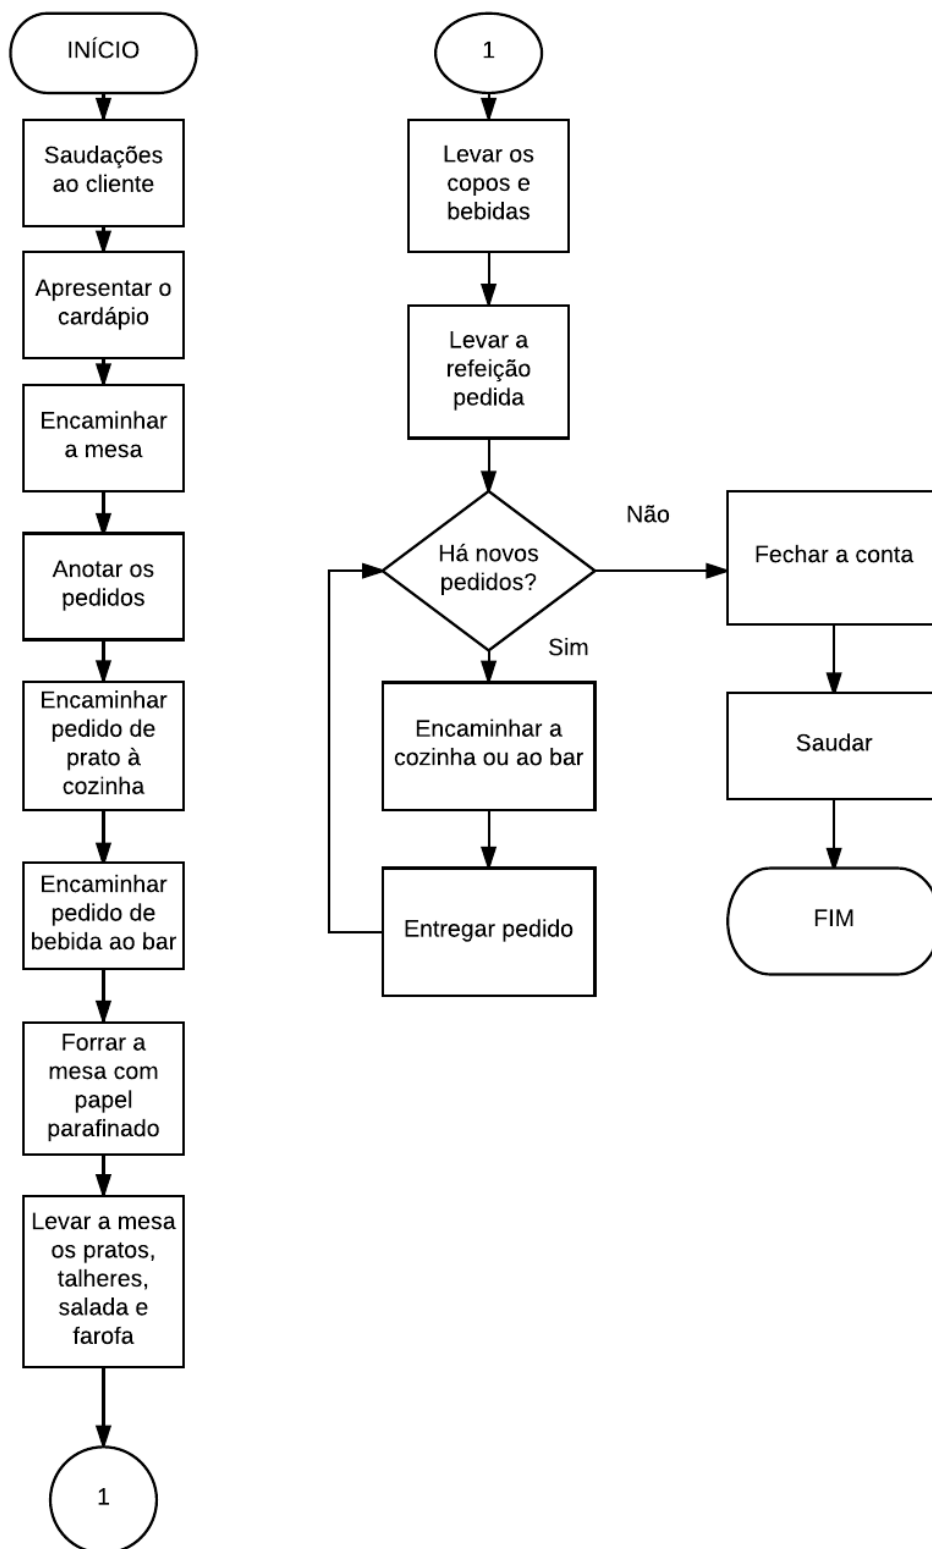 INÍCIO
Saudações
ao cliente
Apresentar o
cardápio
Encaminhar
a mesa
Anotar os
pedidos
Encaminhar
pedido de
prato à
cozinha
Encaminhar
pedido de
bebida ao bar
Forrar a
mesa com
papel
parafinado
Levar a mesa
os pratos,
talheres,
salada e
farofa
1
1
Levar os
copos e
bebidas
Levar a
refeição
pedida
Há novos
pedidos?
Sim
Encaminhar a
cozinha ou ao bar
Entregar pedido
Não
Fechar a conta
Saudar
FIM